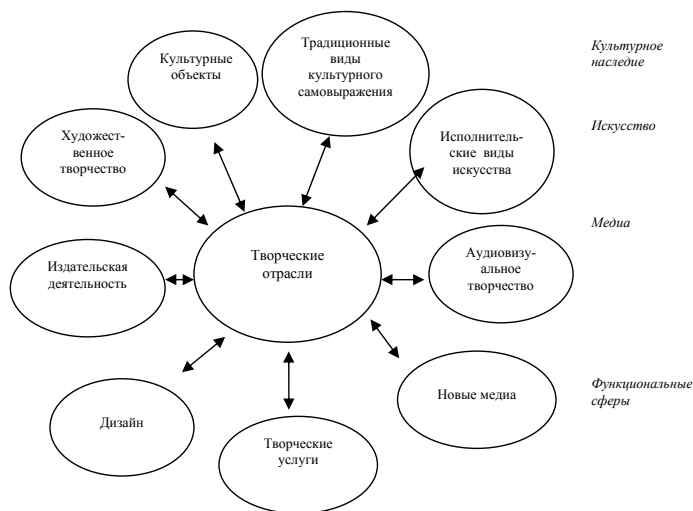 Культурные
объекты
Традиционные
виды
культурного
самовыражения
Культурное
наследие
Художест-
венное
творчество
Исполнитель-
ские виды
искусства
Искусство
Творческие
отрасли
Медиа
Издательская
деятельность
Аудиовизу-
альное
творчество
Дизайн
Творческие
услуги
Новые медиа
Функциональные
сферы